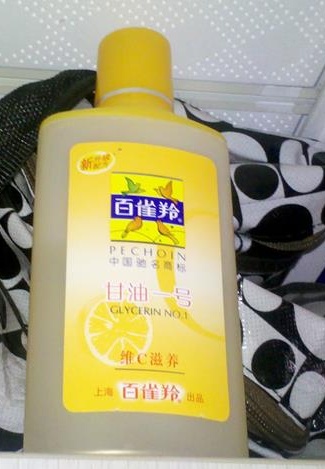 新
百雀羚®
PECHOIN
中国驰名商标
甘油一号
GLYCERIN NO.1
维C滋养
上海 百雀羚 出品